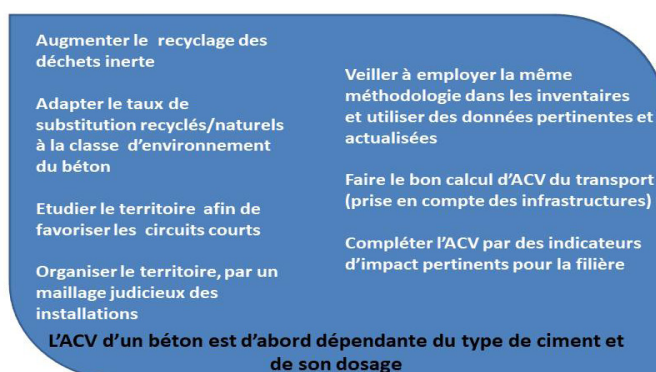 Augmenter le recyclage des
déchets inerte
Adapter le taux de
substitution recyclés/naturels
à la classe d'environnement
du béton
Etudier le territoire afin de
favoriser les circuits courts
Organiser le territoire, par un
maillage judicieux des
installations
Veiller à employer la même
méthodologie dans les inventaires
et utiliser des données pertinentes et
actualisées
Faire le bon calcul d'ACV du transport
(prise en compte des infrastructures)
Compléter l'ACV par des indicateurs
d'impact pertinents pour la filière
L'ACV d'un béton est d'abord dépendante du type de ciment et
de son dosage